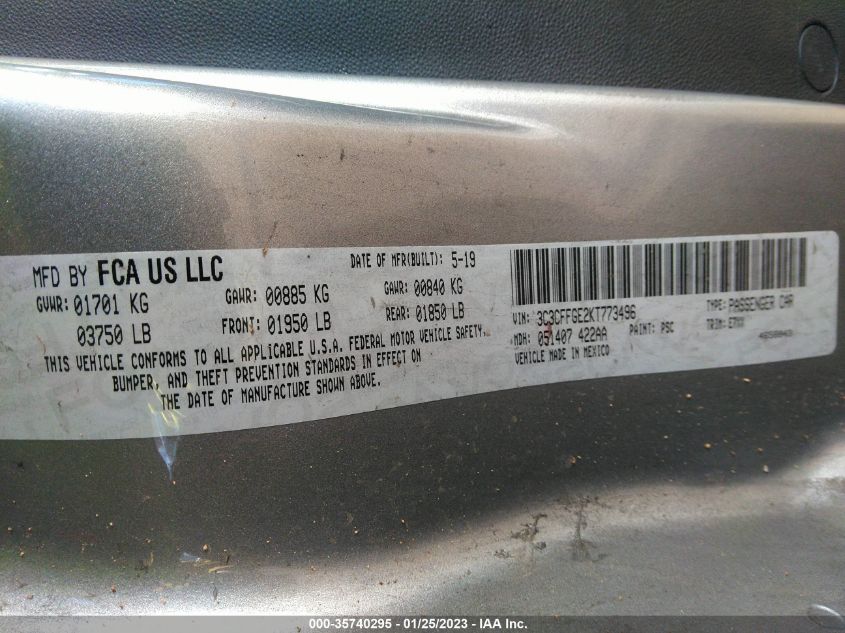 MFD BY FCA US LLC DATE OF MFR(BUILT): 5-19
GVWR: 01701 KG GAWR: 00885 KG GAWR: 00840 KG
03750 LB FRONT: 01950 LB REAR: 01850 LB
THIS VEHICLE CONFORMS TO ALL APPLICABLE U.S.A. FEDERAL MOTOR VEHICLE SAFETY,
BUMPER, AND THEFT PREVENTION STANDARDS IN EFFECT ON
THE DATE OF MANUFACTURE SHOWN ABOVE.
VIN: 3C3CFFGE2KT773496 TYPE: PASSENGER CAR
MDH: 051407 422AA PAINT: PSC TRIM:
VEHICLE MADE IN MEXICO
000-35740295 - 01/25/2023 - IAA Inc.